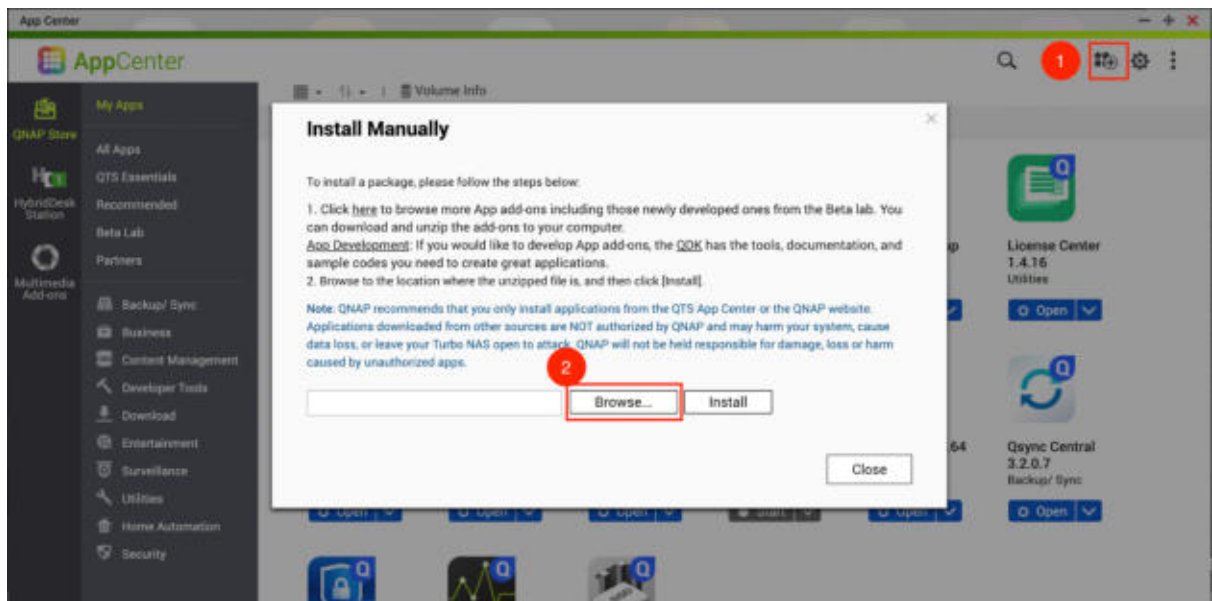 App Center
AppCenter
1
Volume Info
QNAP Store
HybridDesk
Station
Multimedia
Add-ons
My Apps
All Apps
QTS Essentials
Recommended
Beta Lab
Partners
Backup/ Sync
Business
Content Management
Developer Tools
Download
Entertainment
Surveillance
Utilities
Home Automation
Security
Install Manually
To install a package, please follow the steps below:
1. Click here to browse more App add-ons including those newly developed ones from the Beta lab. You
can download and unzip the add-ons to your computer.
App Development: If you would like to develop App add-ons, the QDK has the tools, documentation, and
sample codes you need to create great applications.
2. Browse to the location where the unzipped file is, and then click [Install].
Note: QNAP recommends that you only install applications from the QTS App Center or the QNAP website.
Applications downloaded from other sources are NOT authorized by QNAP and may harm your system, cause
data loss, or leave your Turbo NAS open to attack. QNAP will not be held responsible for damage, loss or harm
caused by unauthorized apps.
2
Browse...
Install
Close
License Center
1.4.16
Utilities
Open
64
Qsync Central
3.2.0.7
Backup/ Sync
Open
Open
Open
Open
Start
Open